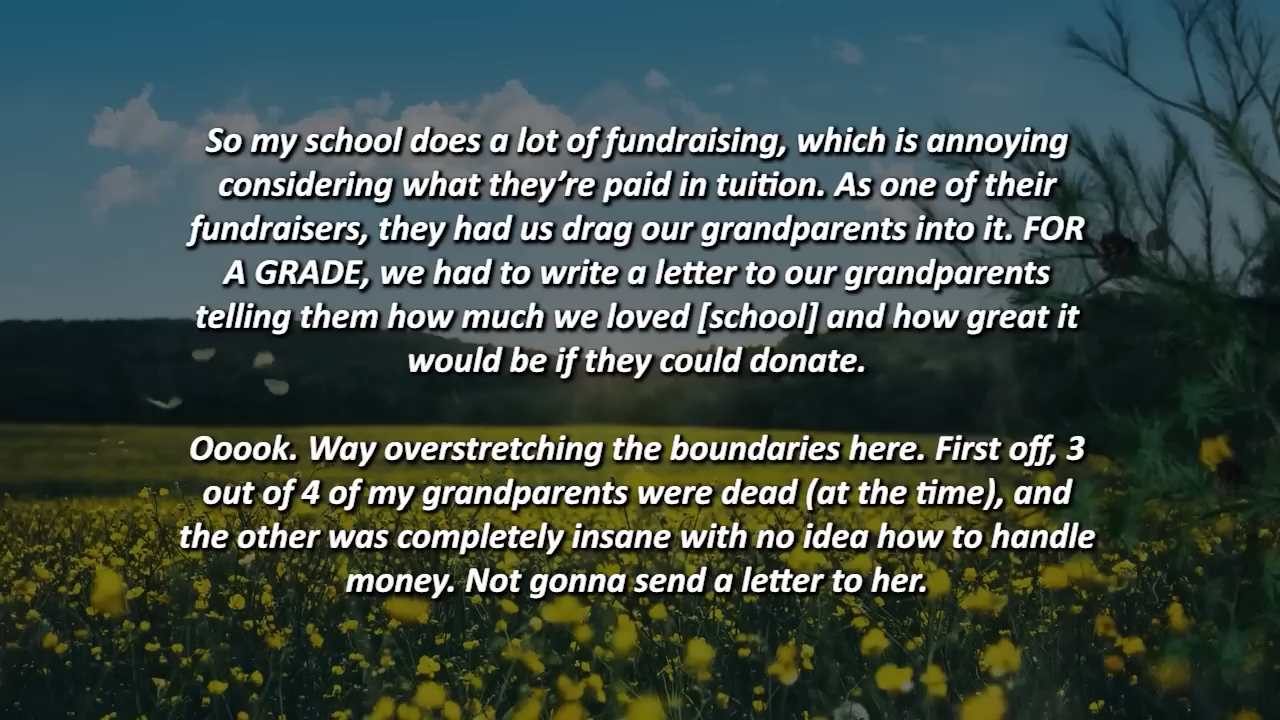 So my school does a lot of fundraising, which is annoying
considering what they’re paid in tuition. As one of their
fundraisers, they had us drag our grandparents into it. FOR
A GRADE, we had to write a letter to our grandparents
telling them how much we loved [school] and how great it
would be if they could donate.
Ooook. Way overstretching the boundaries here. First off, 3
out of 4 of my grandparents were dead (at the time), and
the other was completely insane with no idea how to handle
money. Not gonna send a letter to her.